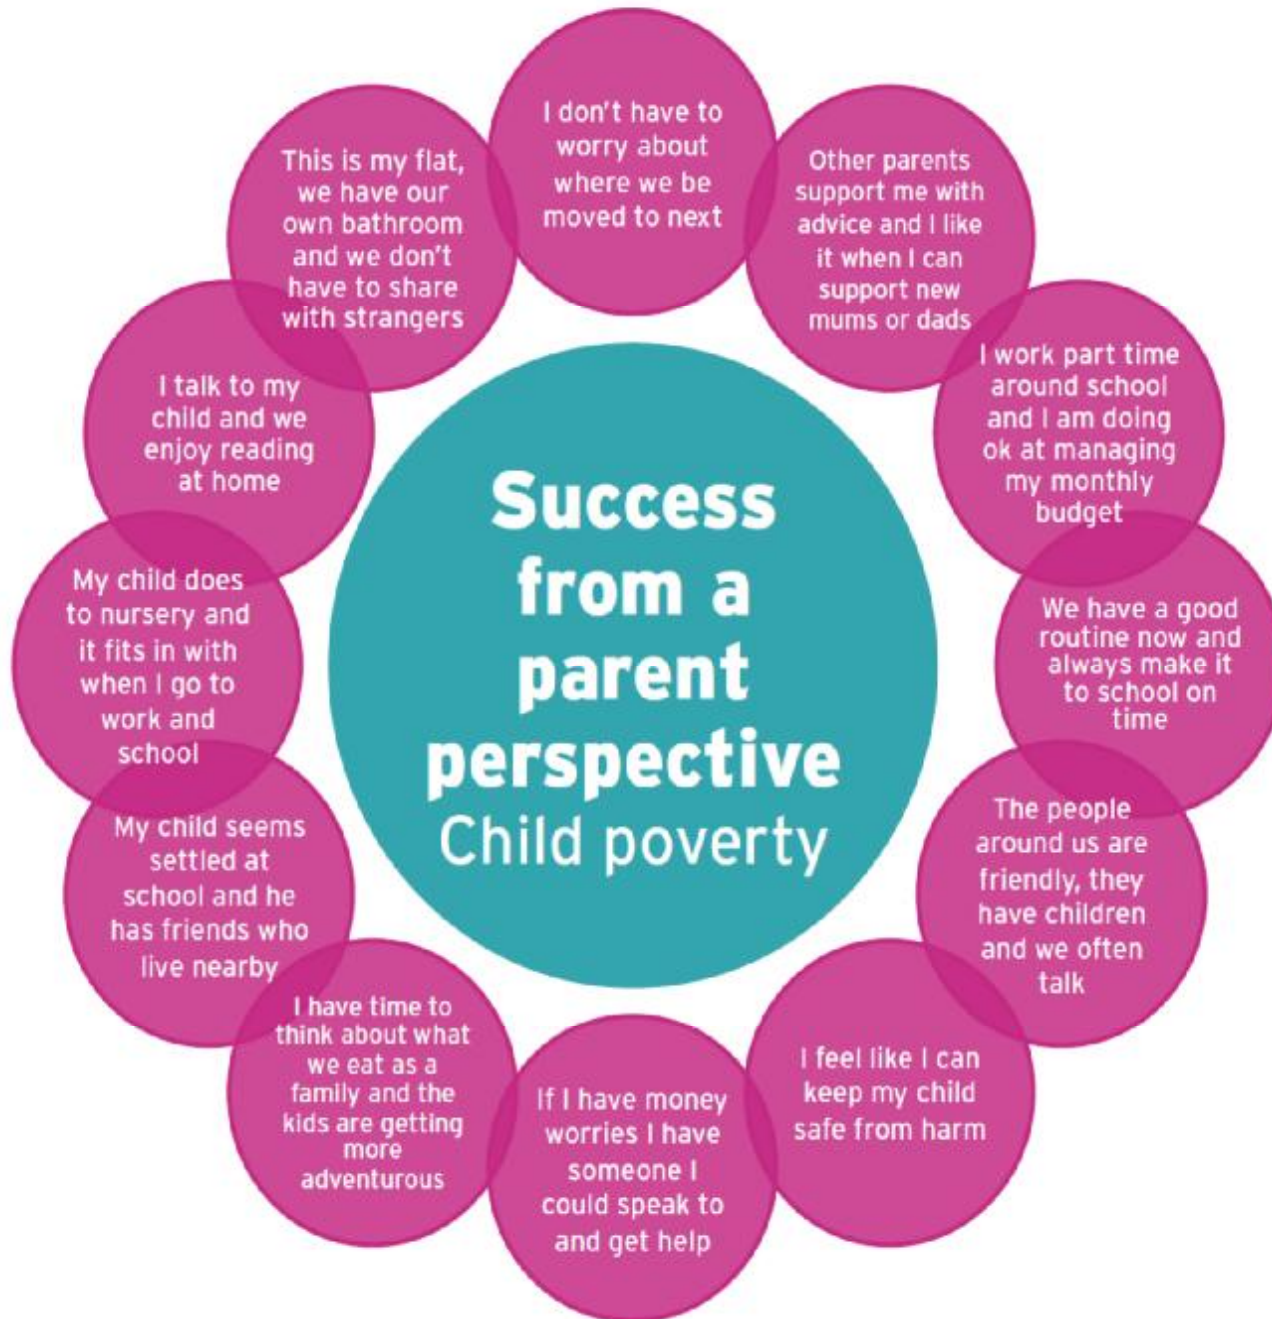 Success
from a
parent
perspective
Child poverty
I don't have to
worry about
where we be
moved to next
Other parents
support me with
advice and I like
it when I can
support new
mums or dads
I work part time
around school
and I am doing
ok at managing
my monthly
budget
We have a good
routine now and
always make it
to school on
time
The people
around us are
friendly, they
have children
and we often
talk
I feel like I can
keep my child
safe from harm
If I have money
worries I have
someone I
could speak to
and get help
I have time to
think about what
we eat as a
family and the
kids are getting
more
adventurous
My child seems
settled at
school and he
has friends who
live nearby
My child does
to nursery and
it fits in with
when I go to
work and
school
I talk to my
child and we
enjoy reading
at home
This is my flat,
we have our
own bathroom
and we don't
have to share
with strangers